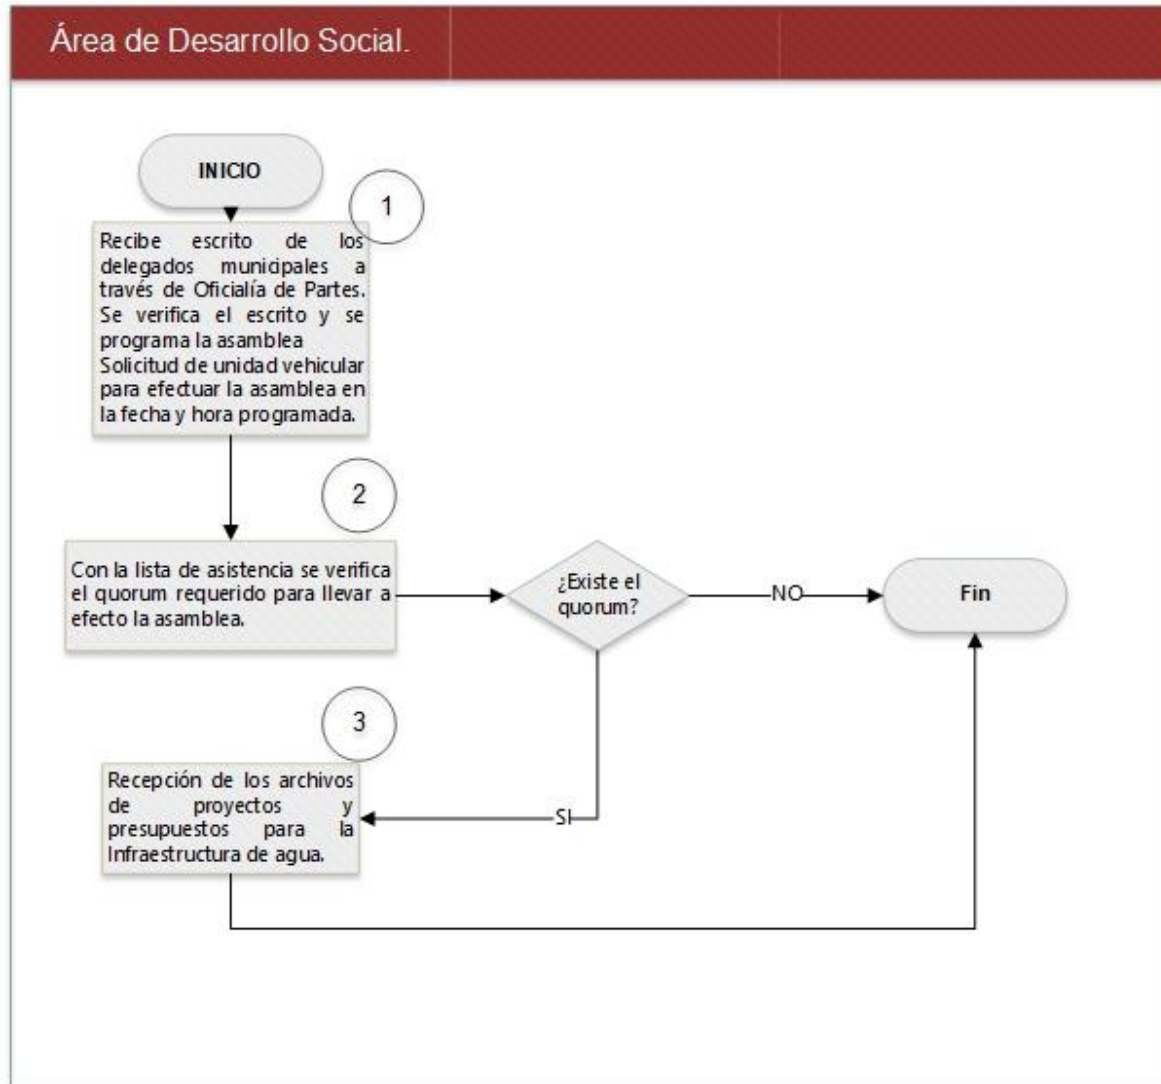 Área de Desarrollo Social.
INICIO
1
Recibe escrito de los
delegados municipales a
través de Oficialía de Partes.
Se verifica el escrito y se
programa la asamblea
Solicitud de unidad vehicular
para efectuar la asamblea en
la fecha y hora programada.
2
Con la lista de asistencia se verifica
el quorum requerido para llevar a
efecto la asamblea.
¿Existe el
quorum?
NO
Fin
3
Recepción de los archivos
de proyectos y
presupuestos para la
Infraestructura de agua.
SI